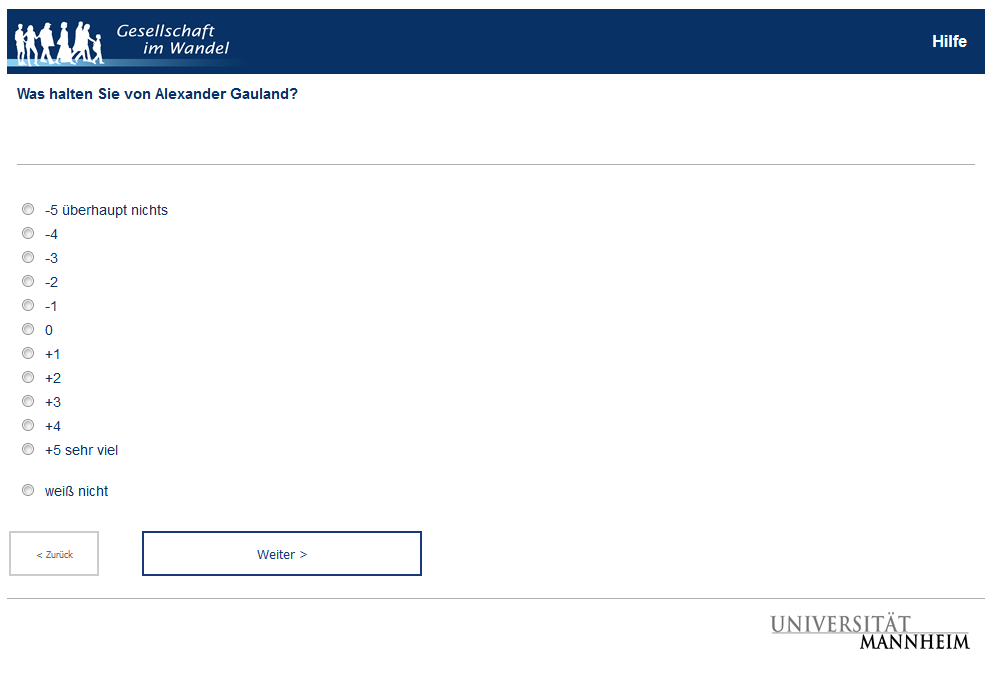 Gesellschaft
im Wandel
Hilfe
Was halten Sie von Alexander Gauland?
-5 überhaupt nichts
-4
-3
-2
-1
0
+1
+2
+3
+4
+5 sehr viel
weiß nicht
< Zurück
Weiter >
UNIVERSITÄT
MANNHEIM